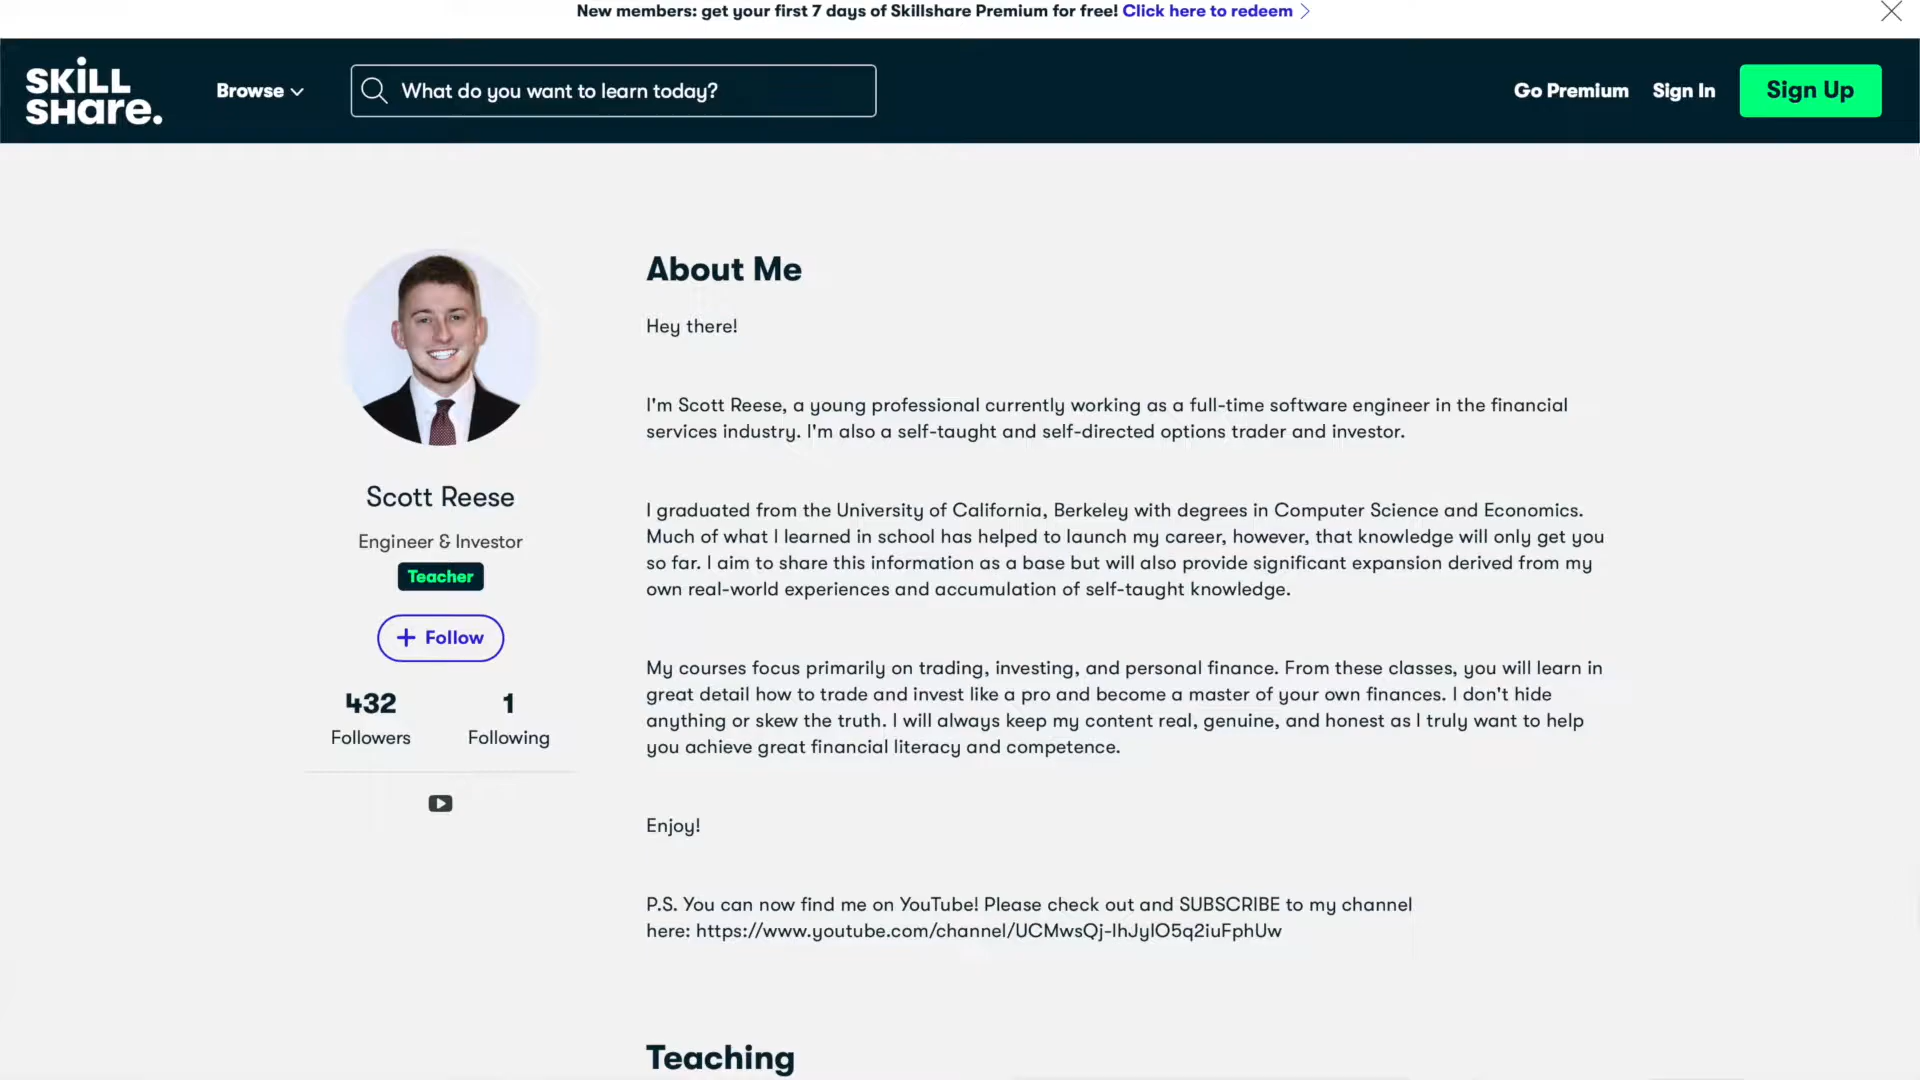 New members: get your first 7 days of Skillshare Premium for free! Click here to redeem
SKILL
SHare.
Browse
What do you want to learn today?
Go Premium
Sign In
Sign Up
Scott Reese
Engineer & Investor
Teacher
+ Follow
432
Followers
1
Following
About Me
Hey there!
I'm Scott Reese, a young professional currently working as a full-time software engineer in the financial
services industry. I'm also a self-taught and self-directed options trader and investor.
I graduated from the University of California, Berkeley with degrees in Computer Science and Economics.
Much of what I learned in school has helped to launch my career, however, that knowledge will only get you
so far. I aim to share this information as a base but will also provide significant expansion derived from my
own real-world experiences and accumulation of self-taught knowledge.
My courses focus primarily on trading, investing, and personal finance. From these classes, you will learn in
great detail how to trade and invest like a pro and become a master of your own finances. I don't hide
anything or skew the truth. I will always keep my content real, genuine, and honest as I truly want to help
you achieve great financial literacy and competence.
Enjoy!
P.S. You can now find me on YouTube! Please check out and SUBSCRIBE to my channel
here: https://www.youtube.com/channel/UCMwsQj-lhJylO5q2iuFphUw
Teaching